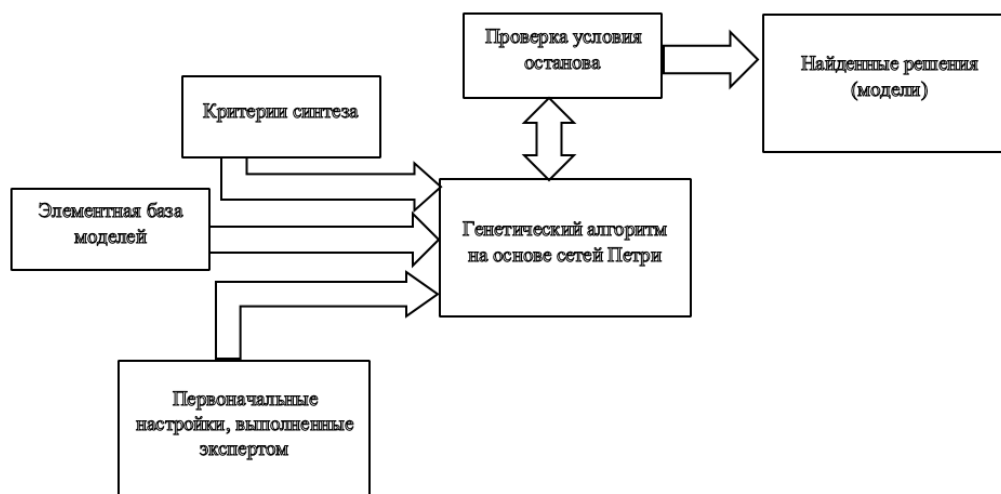 Проверка условия
останова
Найденные решения
(модели)
Критерии синтеза
Элементная база
моделей
Генетический алгоритм
на основе сетей Петри
Первоначальные
настройки, выполненные
экспертом